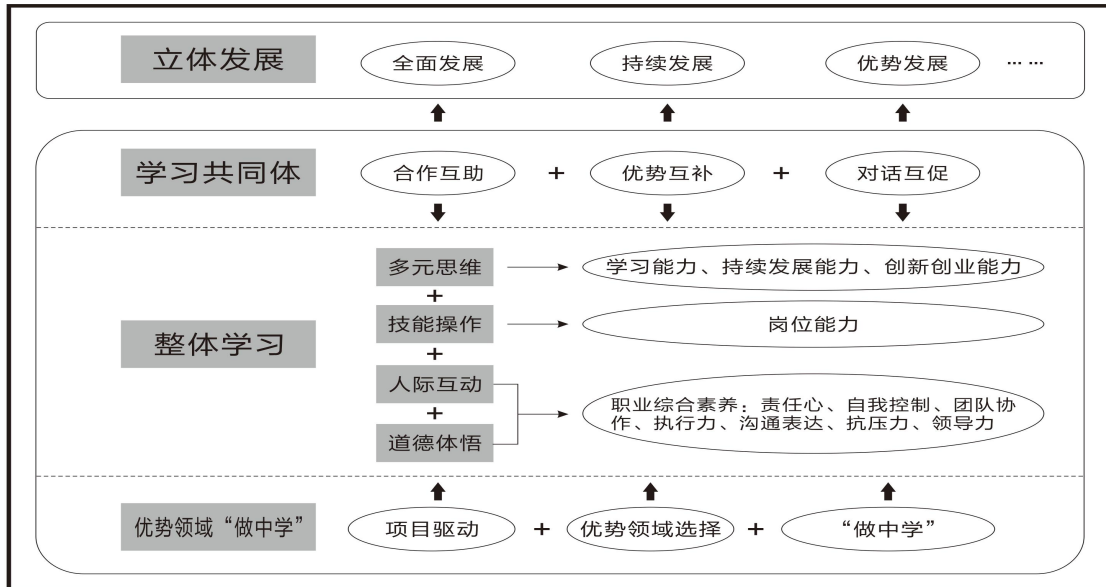 立体发展 全面发展 持续发展 优势发展 ……
学习共同体 合作互助 + 优势互补 + 对话互促
多元思维 学习能力、持续发展能力、创新创业能力
+
整体学习 技能操作 岗位能力
+
人际互动
+
道德体悟
职业综合素养：责任心、自我控制、团队协
作、执行力、沟通表达、抗压力、领导力
优势领域“做中学” 项目驱动 + 优势领域选择 + “做中学”